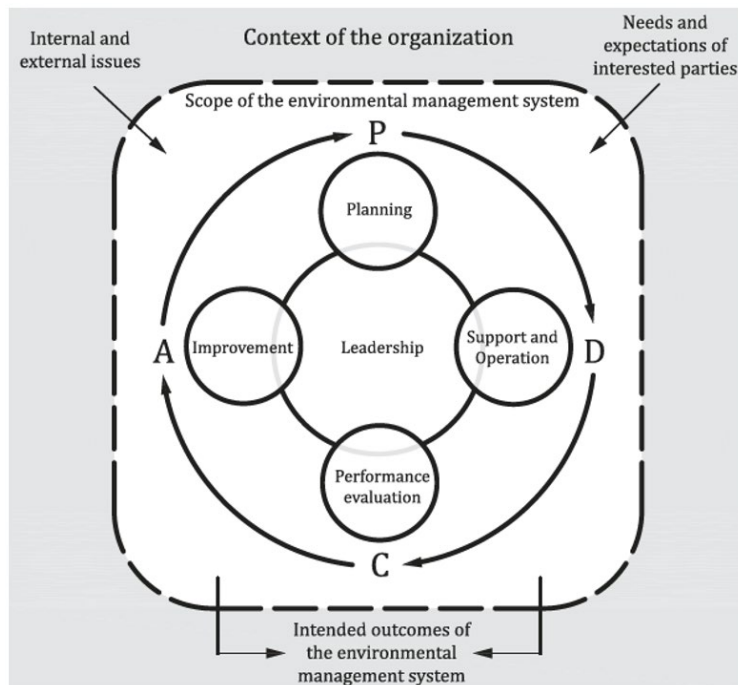 Internal and
external issues
Context of the organization
Needs and
expectations of
interested parties
Scope of the environmental management system
P
Planning
A
Improvement
Leadership
Support and
Operation
D
Performance
evaluation
C
Intended outcomes of
the environmental
management system